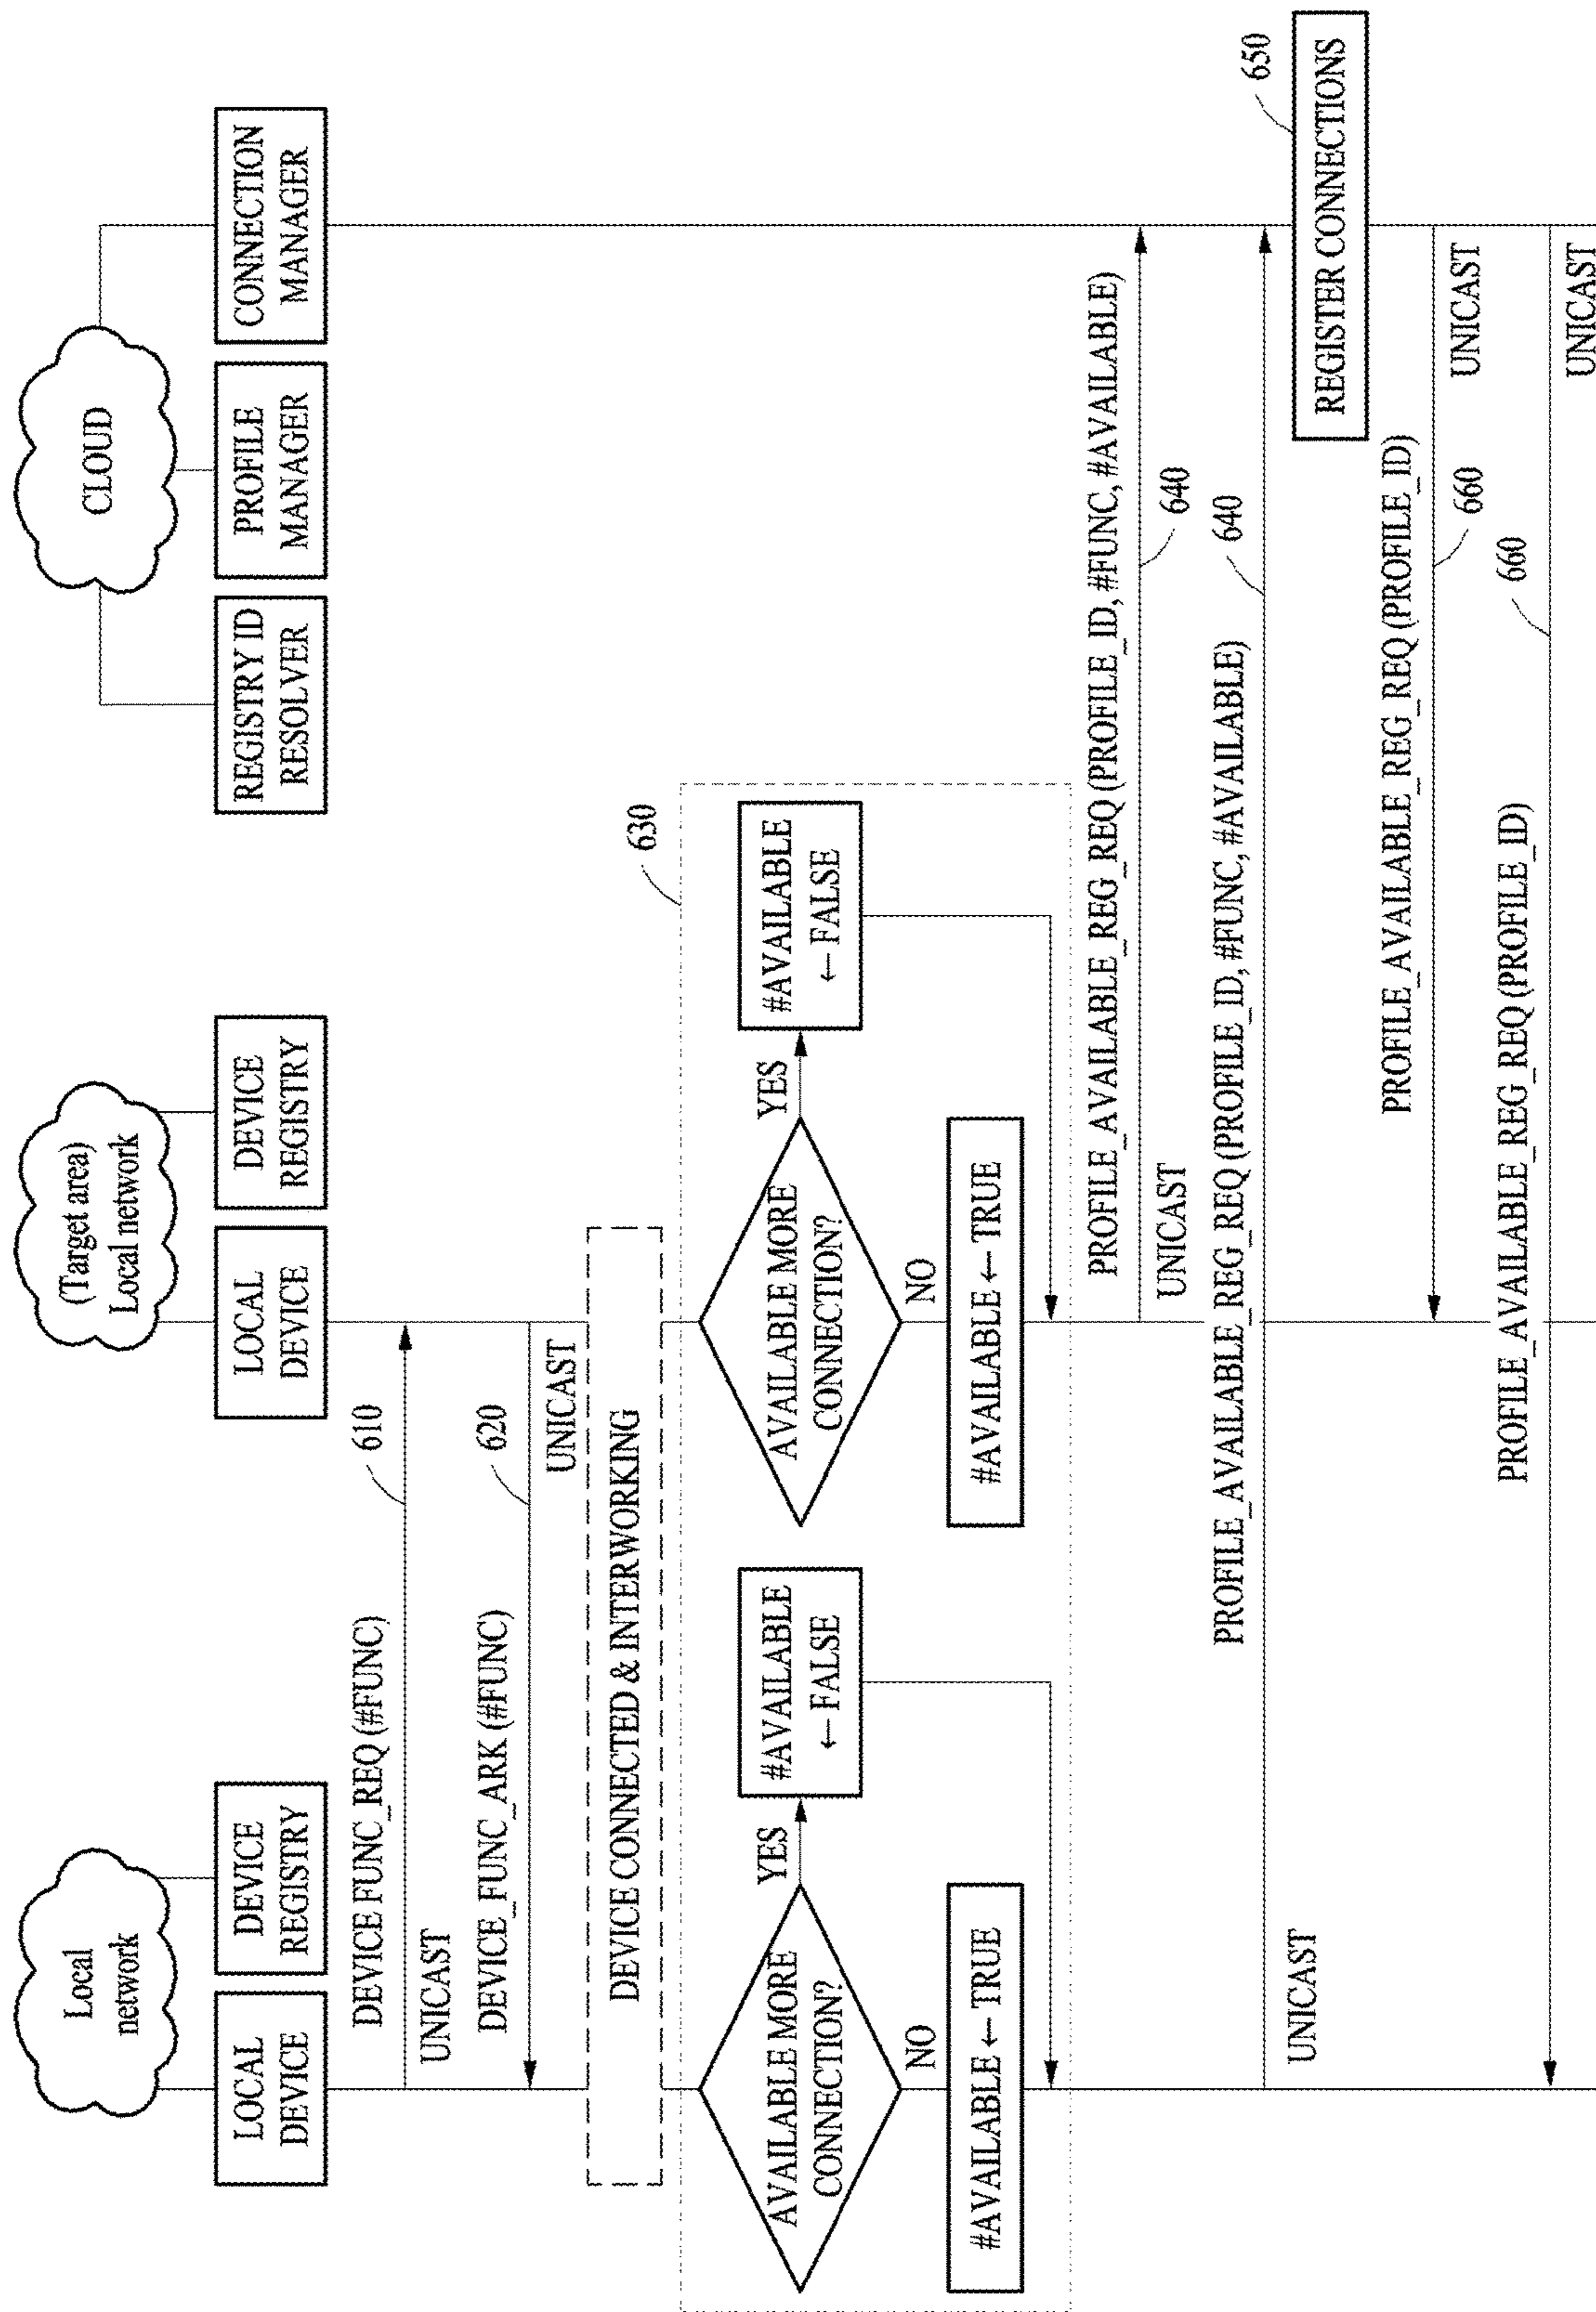 Local
network
(Target area)
Local network
CLOUD
LOCAL
DEVICE
DEVICE
REGISTRY
LOCAL
DEVICE
DEVICE
REGISTRY
REGISTRY ID
RESOLVER
PROFILE
MANAGER
CONNECTION
MANAGER
DEVICE FUNC_REQ (#FUNC)
610
UNICAST
DEVICE_FUNC_ARK (#FUNC)
620
UNICAST
DEVICE CONNECTED & INTERWORKING
630
AVAILABLE MORE
CONNECTION?
YES
#AVAILABLE
← FALSE
NO
#AVAILABLE ← TRUE
AVAILABLE MORE
CONNECTION?
YES
#AVAILABLE
← FALSE
NO
#AVAILABLE ← TRUE
PROFILE_AVAILABLE_REG_REQ (PROFILE_ID, #FUNC, #AVAILABLE)
640
UNICAST
PROFILE_AVAILABLE_REG_REQ (PROFILE_ID, #FUNC, #AVAILABLE)
640
UNICAST
650
REGISTER CONNECTIONS
PROFILE_AVAILABLE_REG_REQ (PROFILE_ID)
660
UNICAST
PROFILE_AVAILABLE_REG_REQ (PROFILE_ID)
660
UNICAST